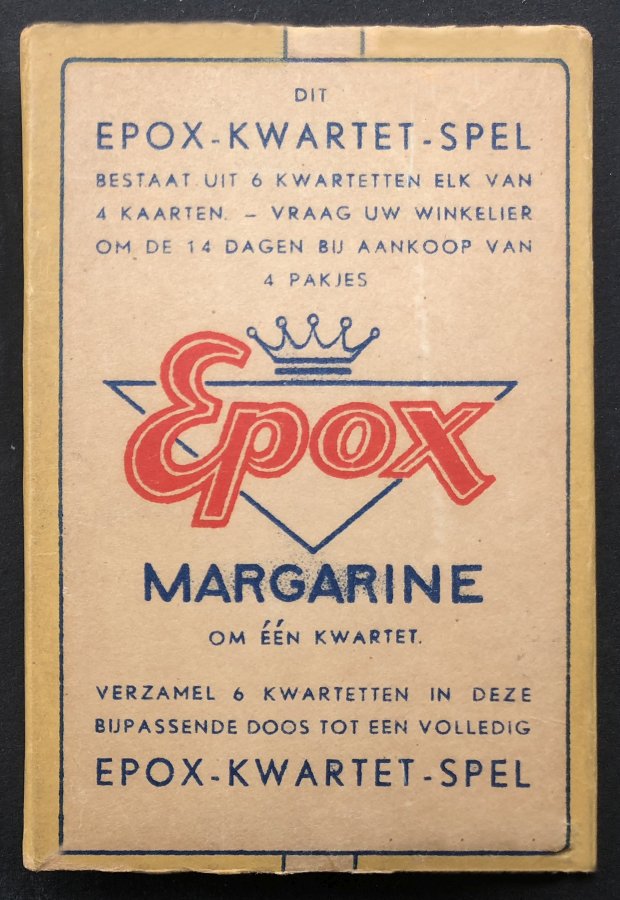 DIT
EPOX-KWARTET-SPEL
BESTAAT UIT 6 KWARTETTEN ELK VAN
4 KAARTEN. – VRAAG UW WINKELIER
OM DE 14 DAGEN BIJ AANKOOP VAN
4 PAKJES
Epox
MARGARINE
OM ÉÉN KWARTET.
VERZAMEL 6 KWARTETTEN IN DEZE
BIJPASSENDE DOOS TOT EEN VOLLEDIG
EPOX-KWARTET-SPEL